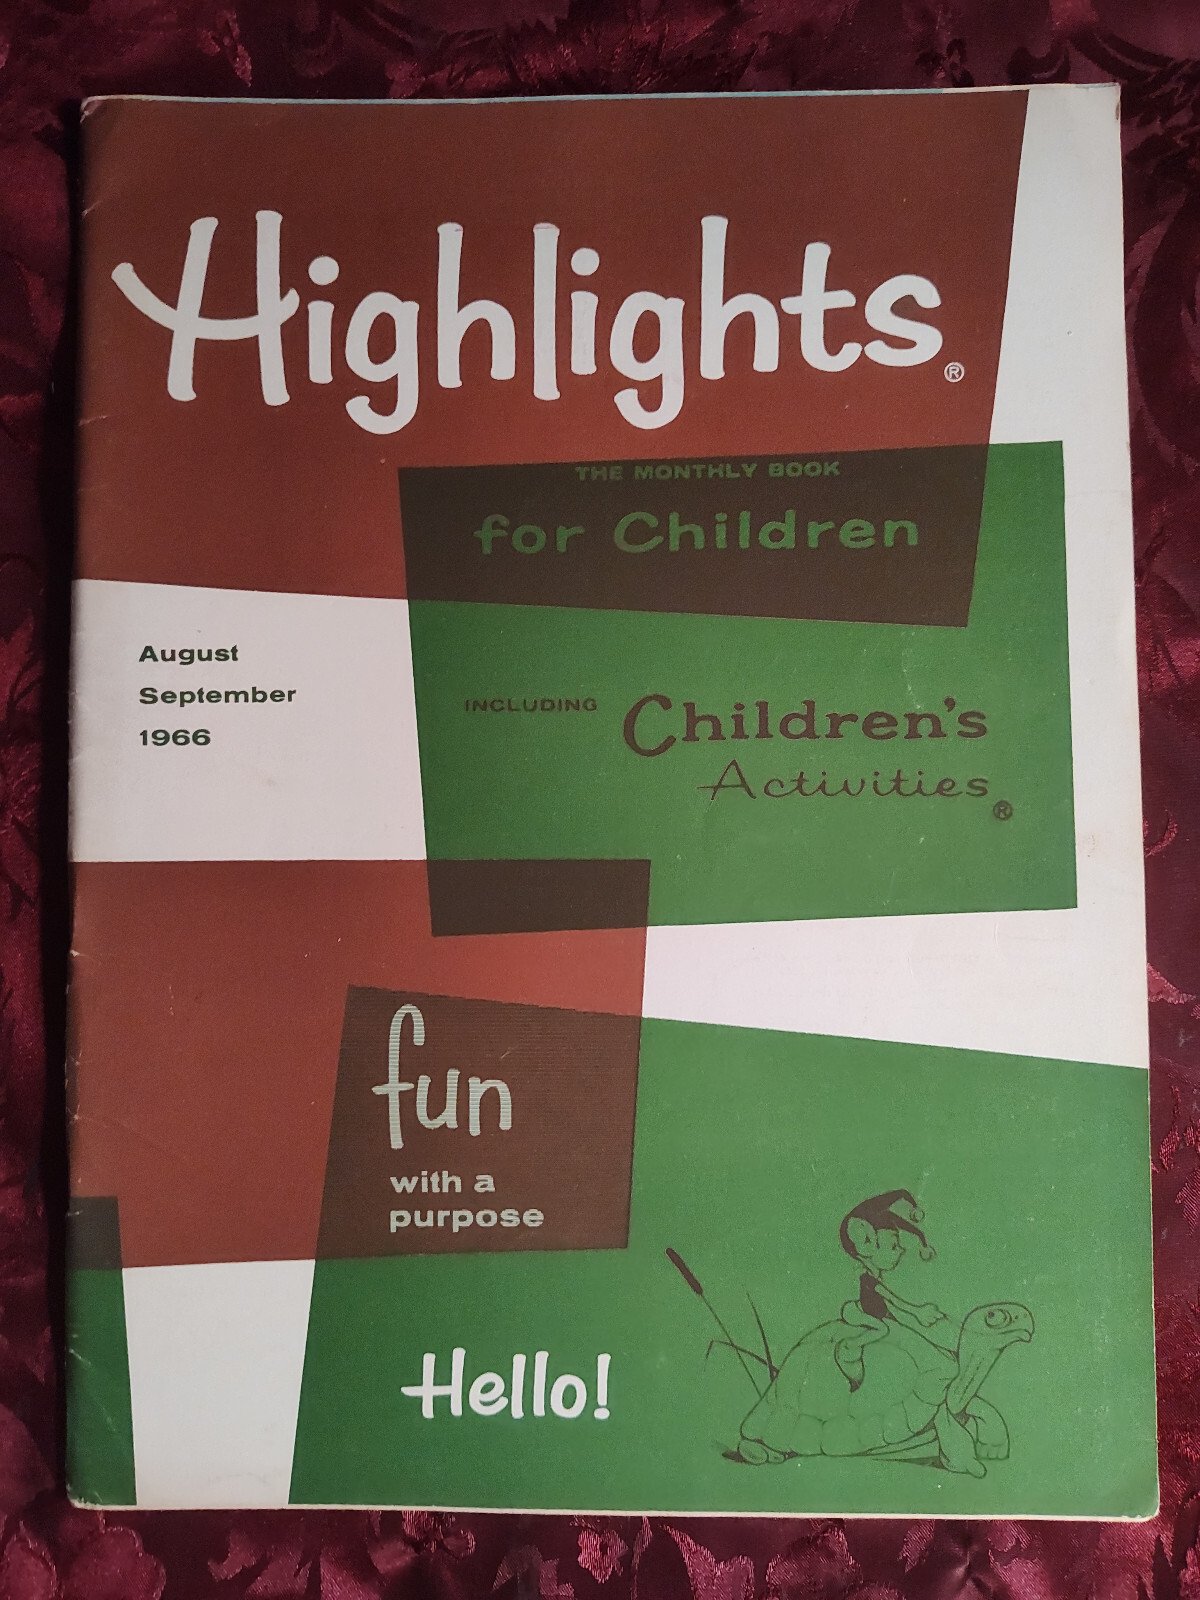 Highlights®
THE MONTHLY BOOK
for Children
August
September
1966
INCLUDING Children's
Activities®
fun
with a
purpose
Hello!